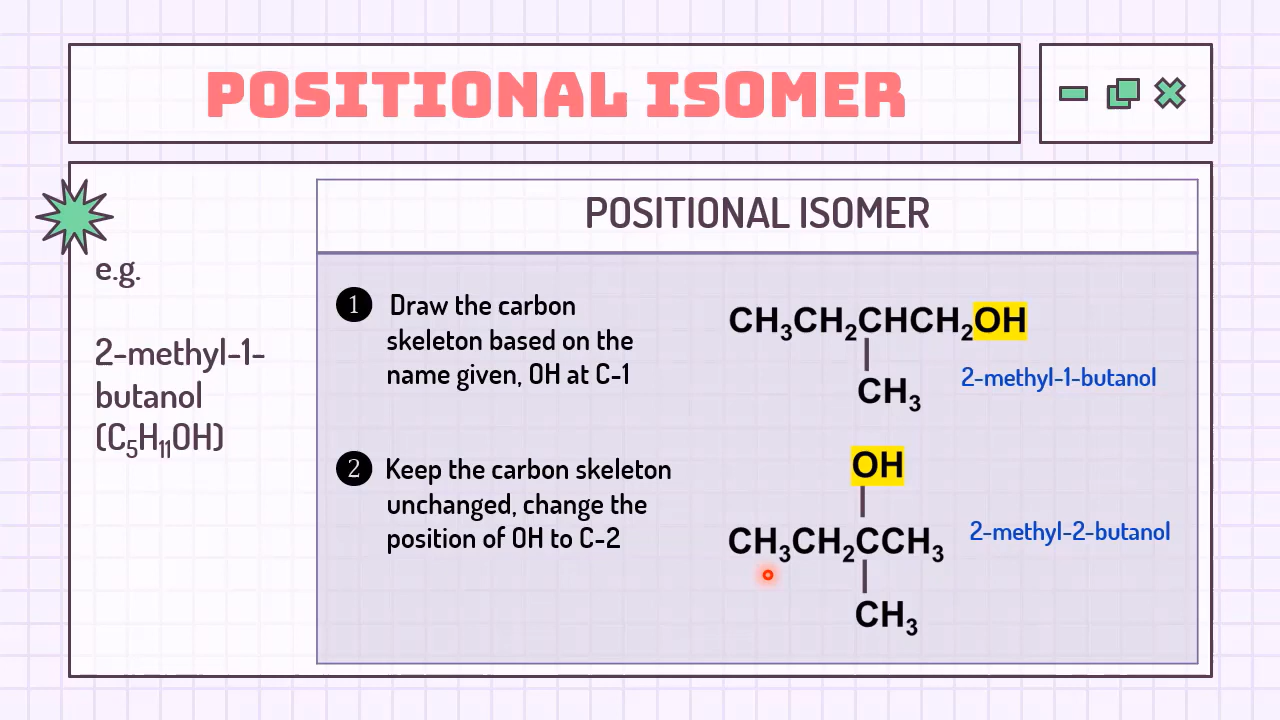 POSITIONAL ISOMER
POSITIONAL ISOMER
e.g.
2-methyl-1-
butanol
(C₅H₁₁OH)
1 Draw the carbon
skeleton based on the
name given, OH at C-1
CH₃CH₂CHCH₂OH
CH₃
2-methyl-1-butanol
2 Keep the carbon skeleton
unchanged, change the
position of OH to C-2
OH
CH₃CH₂CCH₃
CH₃
2-methyl-2-butanol